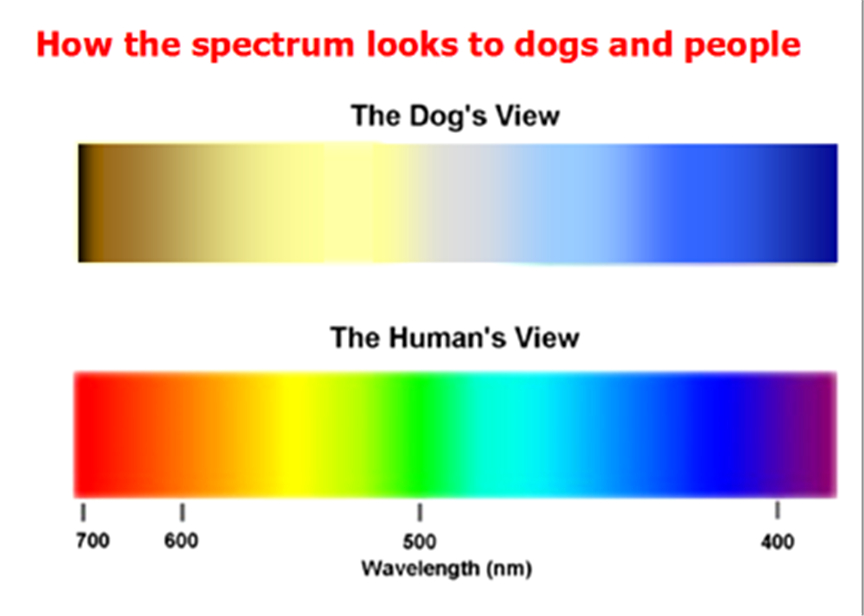 How the spectrum looks to dogs and people
The Dog's View
The Human's View
700 600 500 400
Wavelength (nm)